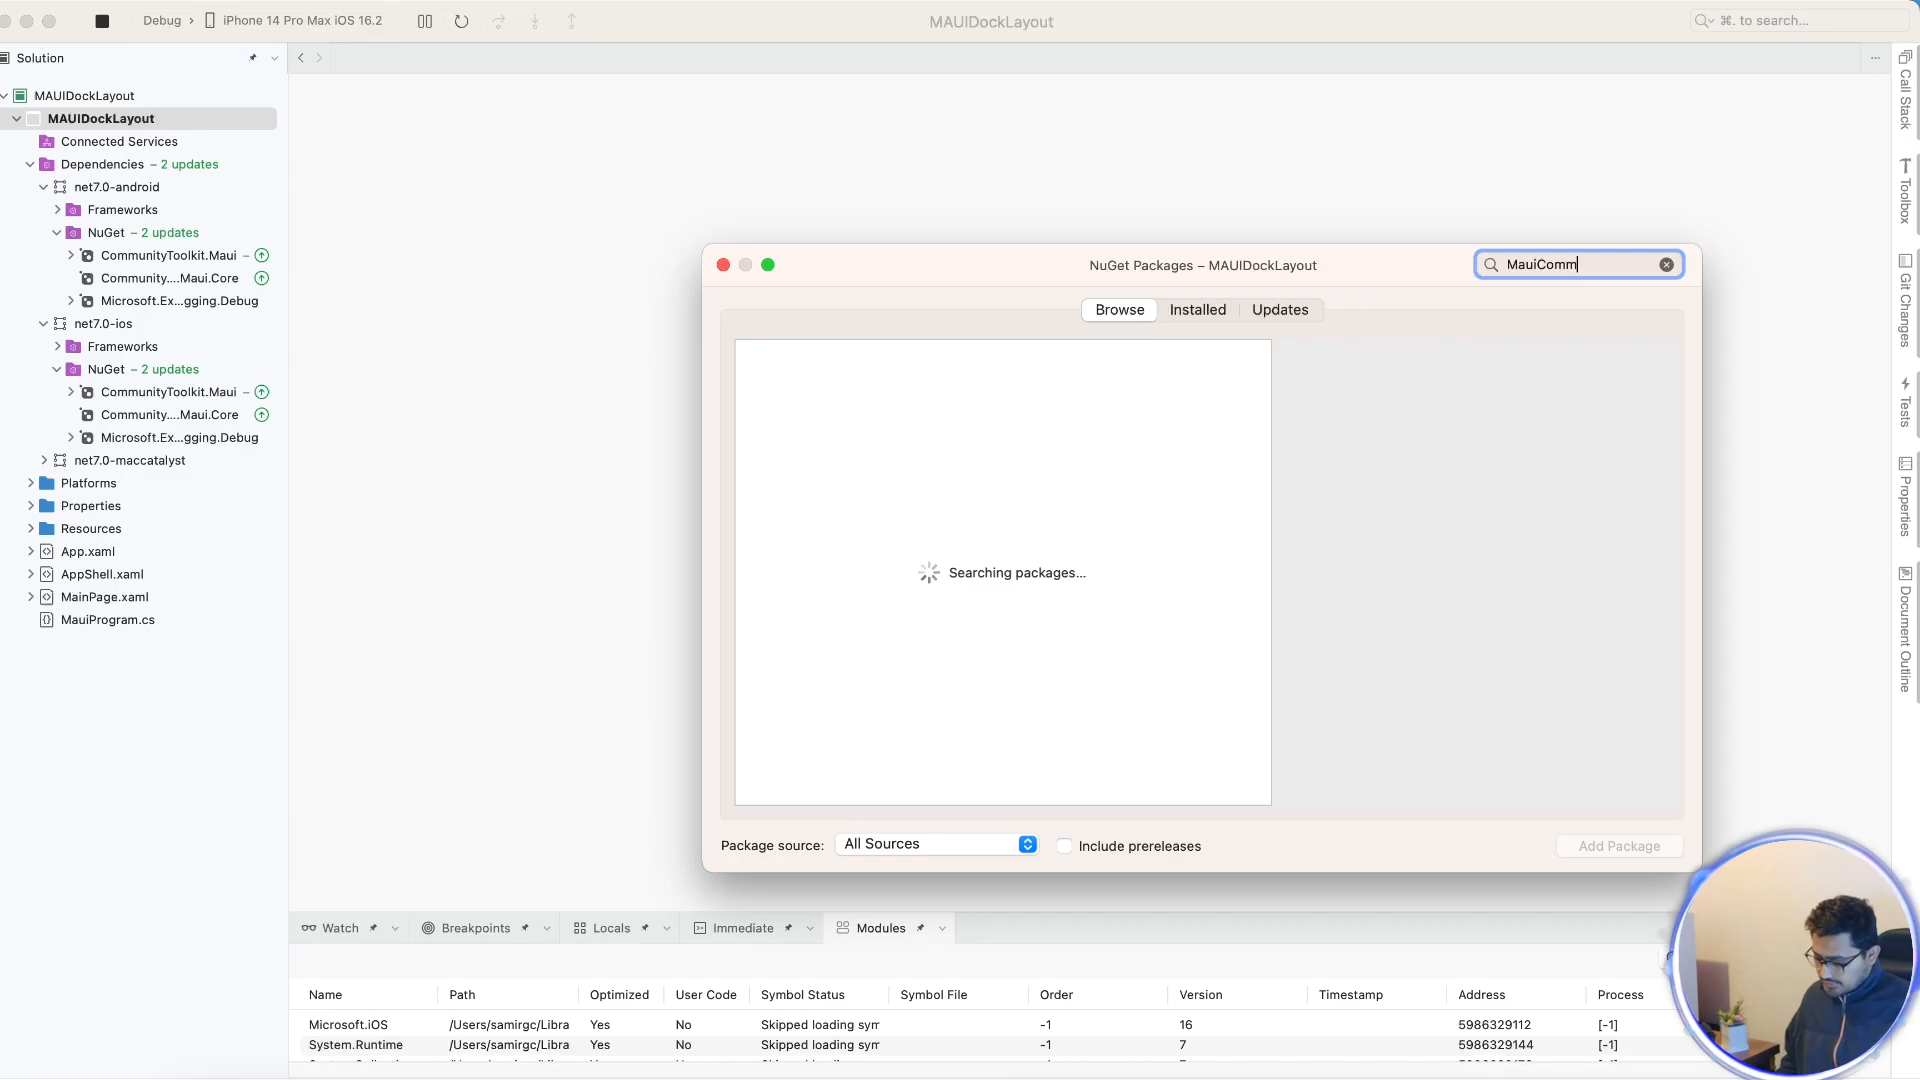 Debug › iPhone 14 Pro Max iOS 16.2
MAUIDockLayout
⌘. to search...
Solution
MAUIDockLayout
MAUIDockLayout
Connected Services
Dependencies – 2 updates
net7.0-android
Frameworks
NuGet – 2 updates
CommunityToolkit.Maui –
Community....Maui.Core
Microsoft.Ex...gging.Debug
net7.0-ios
Frameworks
NuGet – 2 updates
CommunityToolkit.Maui –
Community....Maui.Core
Microsoft.Ex...gging.Debug
net7.0-maccatalyst
Platforms
Properties
Resources
App.xaml
AppShell.xaml
MainPage.xaml
MauiProgram.cs
NuGet Packages – MAUIDockLayout
MauiComm
Browse Installed Updates
Searching packages...
Package source: All Sources Include prereleases Add Package
Call Stack
Toolbox
Git Changes
Tests
Properties
Document Outline
Watch Breakpoints Locals Immediate Modules
Name Path Optimized User Code Symbol Status Symbol File Order Version Timestamp Address Process
Microsoft.iOS /Users/samirgc/Libra Yes No Skipped loading sym -1 16 5986329112 [-1]
System.Runtime /Users/samirgc/Libra Yes No Skipped loading sym -1 7 5986329144 [-1]